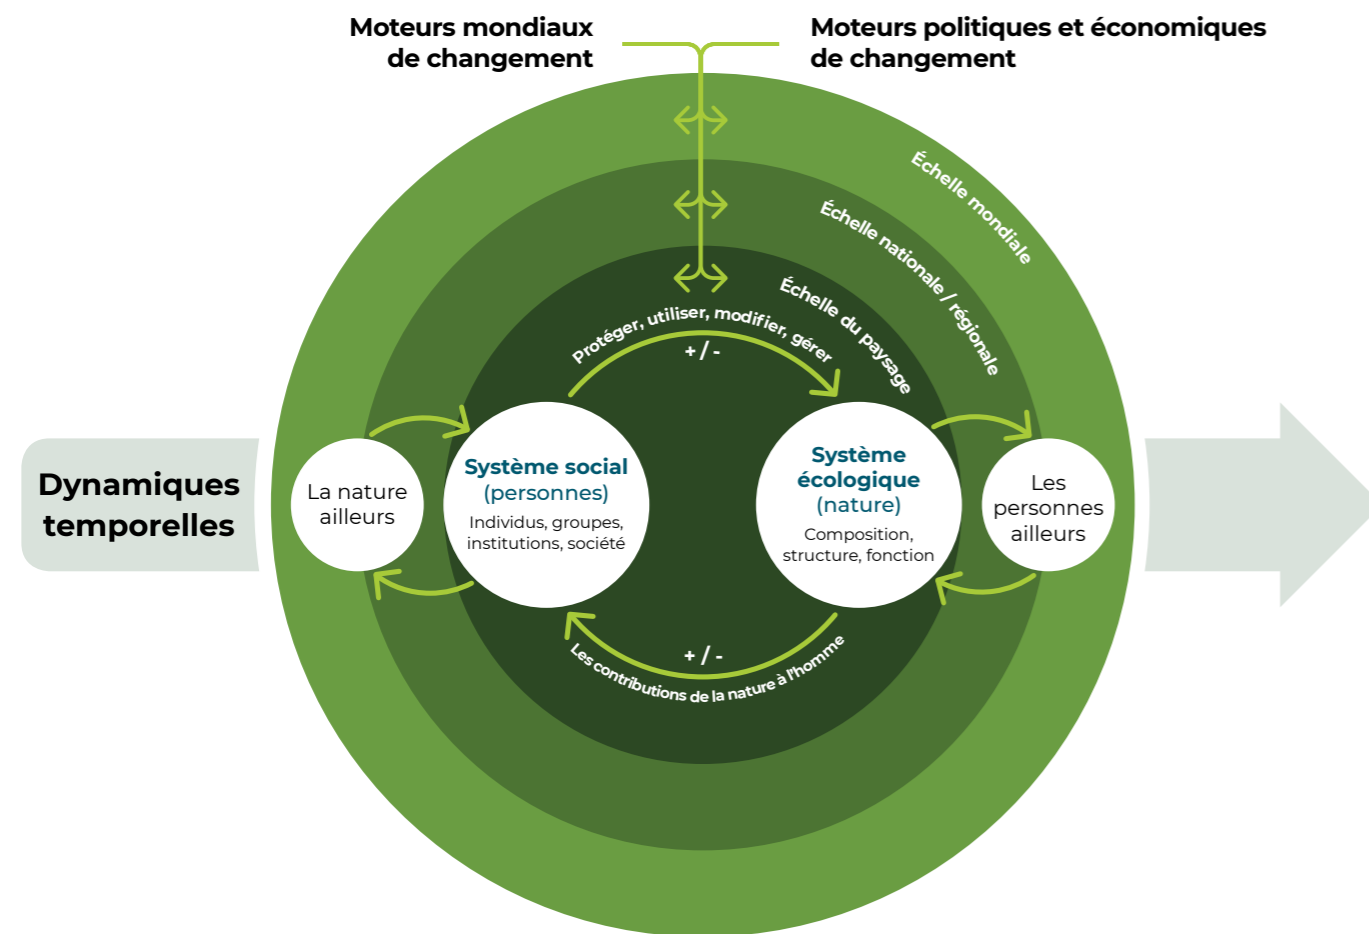 Moteurs mondiaux
de changement
Moteurs politiques et économiques
de changement
Échelle mondiale
Échelle nationale / régionale
Échelle du paysage
Protéger, utiliser, modifier, gérer
+ / -
Dynamiques
temporelles
La nature
ailleurs
Système social
(personnes)
Individus, groupes,
institutions, société
Système
écologique
(nature)
Composition,
structure, fonction
Les
personnes
ailleurs
+ / -
Les contributions de la nature à l'homme